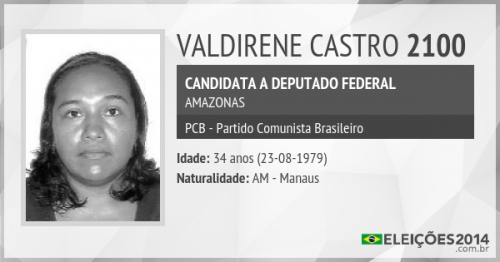 VALDIRENE CASTRO 2100
CANDIDATA A DEPUTADO FEDERAL
AMAZONAS
PCB - Partido Comunista Brasileiro
Idade: 34 anos (23-08-1979)
Naturalidade: AM - Manaus
ELEIÇÕES2014
.com.br